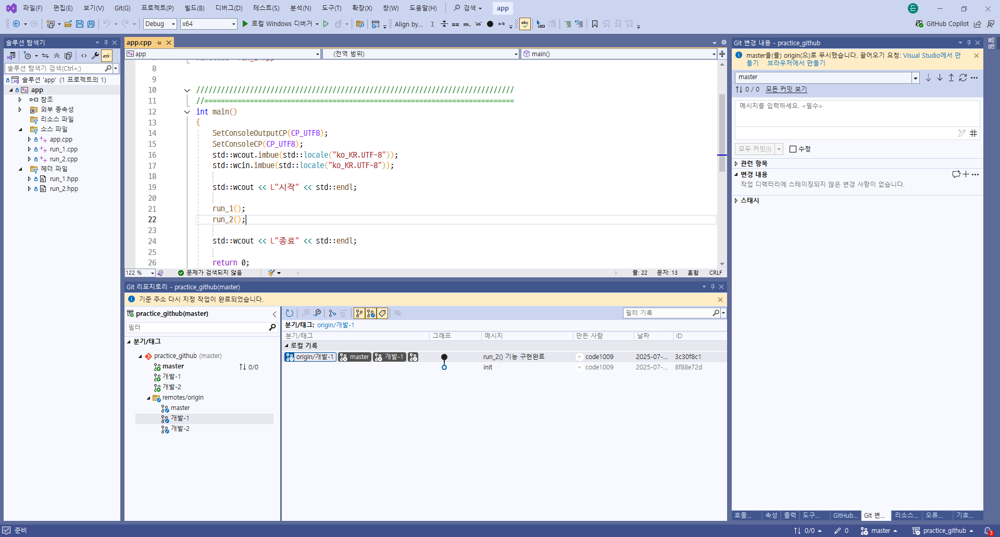 파일(F) 편집(E) 보기(V) Git(G) 프로젝트(P) 빌드(B) 디버그(D) 테스트(S) 분석(N) 도구(T) 확장(X) 창(W) 도움말(H) 검색 app
Debug x64 로컬 Windows 디버거 Align by... GitHub Copilot
솔루션 탐색기
솔루션 탐색기 검색(Ctrl+;)
솔루션 'app' (1 프로젝트의 1)
app
참조
외부 종속성
리소스 파일
소스 파일
app.cpp
run_1.cpp
run_2.cpp
헤더 파일
run_1.hpp
run_2.hpp
app.cpp
app (전역 범위) main()
8
9
10 //////////////////////////////////////////////////////////////////////////////
11 //===========================================================================
12 int main()
13 {
14 SetConsoleOutputCP(CP_UTF8);
15 SetConsoleCP(CP_UTF8);
16 std::wcout.imbue(std::locale("ko_KR.UTF-8"));
17 std::wcin.imbue(std::locale("ko_KR.UTF-8"));
18
19 std::wcout << L"시작" << std::endl;
20
21 run_1();
22 run_2();
23
24 std::wcout << L"종료" << std::endl;
25
26 return 0;
122 % 문제가 검색되지 않음 줄: 22 문자: 13 혼합 CRLF
Git 리포지토리 - practice_github(master)
기준 주소 다시 지정 작업이 완료되었습니다.
practice_github(master)
필터
분기/태그
practice_github (master)
master 0/0
개발-1
개발-2
remotes/origin
master
개발-1
개발-2
필터 기록
분기/태그: origin/개발-1
분기/태그 그래프 메시지 만든 사람 날짜 ID
로컬 기록
origin/개발-1 master 개발-1 run_2() 기능 구현완료 code1009 2025-07-... 3c30f8c1
init code1009 2025-07-... 8f88e72d
Git 변경 내용 - practice_github
master을(를) origin(으)로 푸시했습니다. 끌어오기 요청: Visual Studio에서 만
들기 브라우저에서 만들기
master
0 / 0 모든 커밋 보기
메시지를 입력하세요. <필수>
모두 커밋(I) 수정
관련 항목
변경 내용
작업 디렉터리에 스테이징되지 않은 변경 사항이 없습니다.
스태시
호출... 속성 출력 도구... GitHub... Git 변... 리소스... 오류... 기호...
알림
준비 0/0 0 master practice_github 3